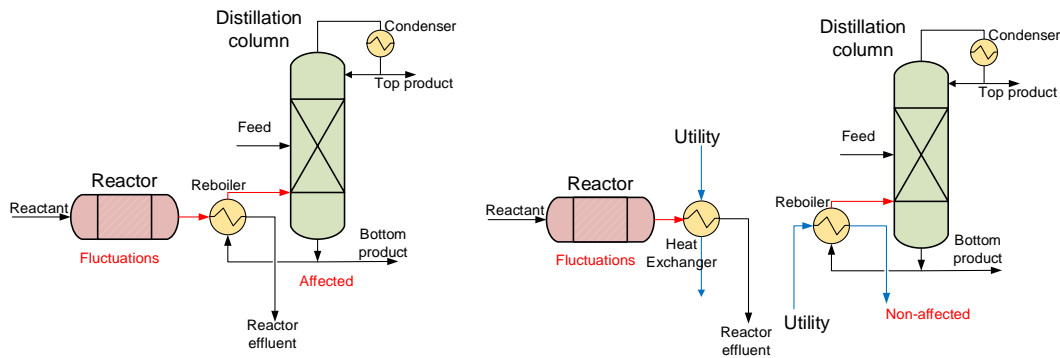 Distillation
column
Condenser
Top product
Feed
Reactor
Reboiler
Reactant
Fluctuations
Bottom
product
Affected
Reactor
effluent
Distillation
column
Condenser
Top product
Utility
Feed
Reactor
Reboiler
Reactant
Fluctuations
Heat
Exchanger
Bottom
product
Utility
Non-affected
Reactor
effluent